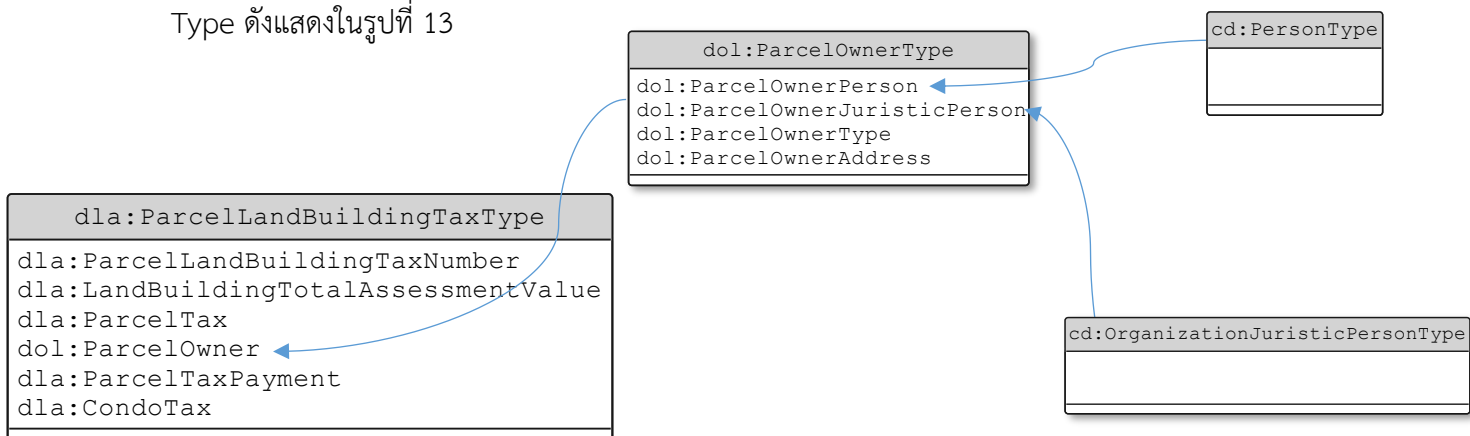 Type ดังแสดงในรูปที่ 13
cd:PersonType
dol:ParcelOwnerType
dol:ParcelOwnerPerson
dol:ParcelOwnerJuristicPerson
dol:ParcelOwnerType
dol:ParcelOwnerAddress
dla:ParcelLandBuildingTaxType
dla:ParcelLandBuildingTaxNumber
dla:LandBuildingTotalAssessmentValue
dla:ParcelTax
dol:ParcelOwner
dla:ParcelTaxPayment
dla:CondoTax
cd:OrganizationJuristicPersonType